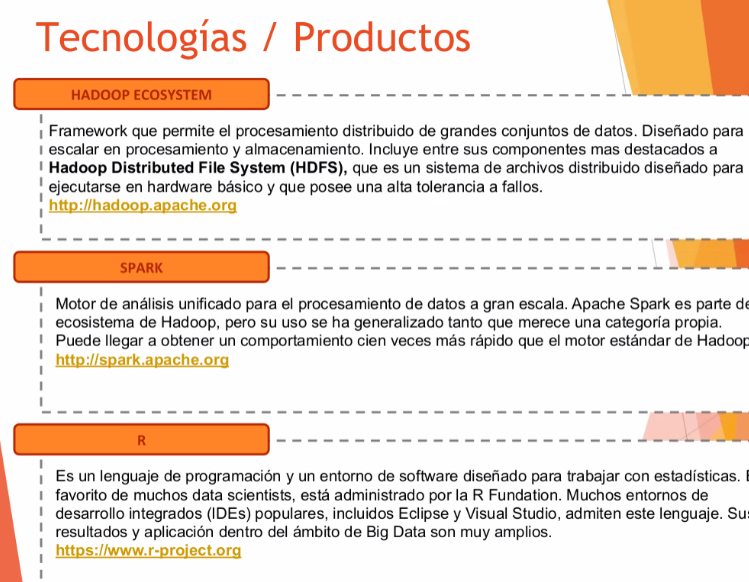 Tecnologías / Productos
HADOOP ECOSYSTEM
Framework que permite el procesamiento distribuido de grandes conjuntos de datos. Diseñado para
escalar en procesamiento y almacenamiento. Incluye entre sus componentes mas destacados a
Hadoop Distributed File System (HDFS), que es un sistema de archivos distribuido diseñado para
ejecutarse en hardware básico y que posee una alta tolerancia a fallos.
http://hadoop.apache.org
SPARK
Motor de análisis unificado para el procesamiento de datos a gran escala. Apache Spark es parte de
ecosistema de Hadoop, pero su uso se ha generalizado tanto que merece una categoría propia.
Puede llegar a obtener un comportamiento cien veces más rápido que el motor estándar de Hadoop
http://spark.apache.org
R
Es un lenguaje de programación y un entorno de software diseñado para trabajar con estadísticas.
favorito de muchos data scientists, está administrado por la R Fundation. Muchos entornos de
desarrollo integrados (IDEs) populares, incluidos Eclipse y Visual Studio, admiten este lenguaje. Sus
resultados y aplicación dentro del ámbito de Big Data son muy amplios.
https://www.r-project.org